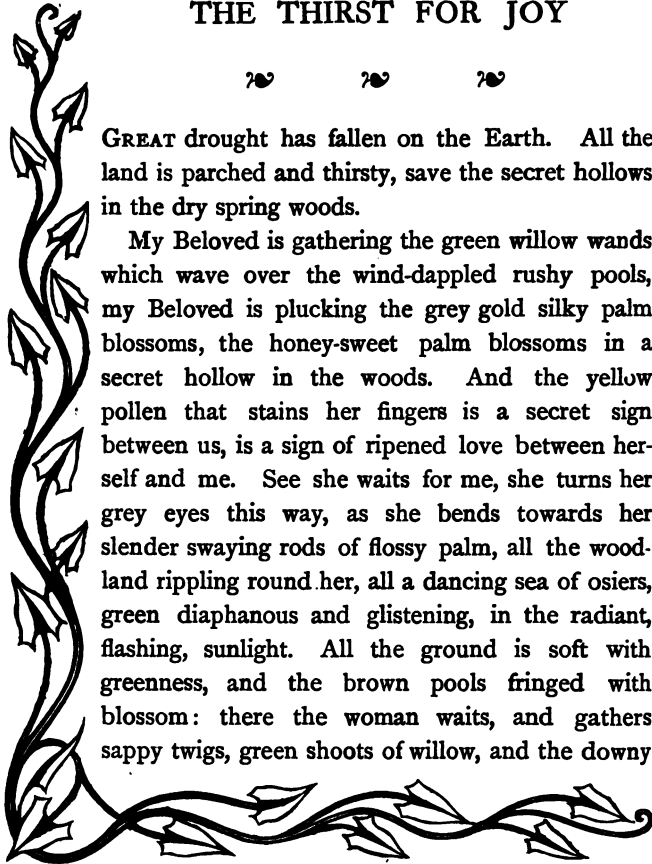 THE THIRST FOR JOY
GREAT drought has fallen on the Earth. All the
land is parched and thirsty, save the secret hollows
in the dry spring woods.
My Beloved is gathering the green willow wands
which wave over the wind-dappled rushy pools,
my Beloved is plucking the grey gold silky palm
blossoms, the honey-sweet palm blossoms in a
secret hollow in the woods. And the yellow
pollen that stains her fingers is a secret sign
between us, is a sign of ripened love between her-
self and me. See she waits for me, she turns her
grey eyes this way, as she bends towards her
slender swaying rods of flossy palm, all the wood-
land rippling round her, all a dancing sea of osiers,
green diaphanous and glistening, in the radiant,
flashing, sunlight. All the ground is soft with
greenness, and the brown pools fringed with
blossom: there the woman waits, and gathers
sappy twigs, green shoots of willow, and the downy